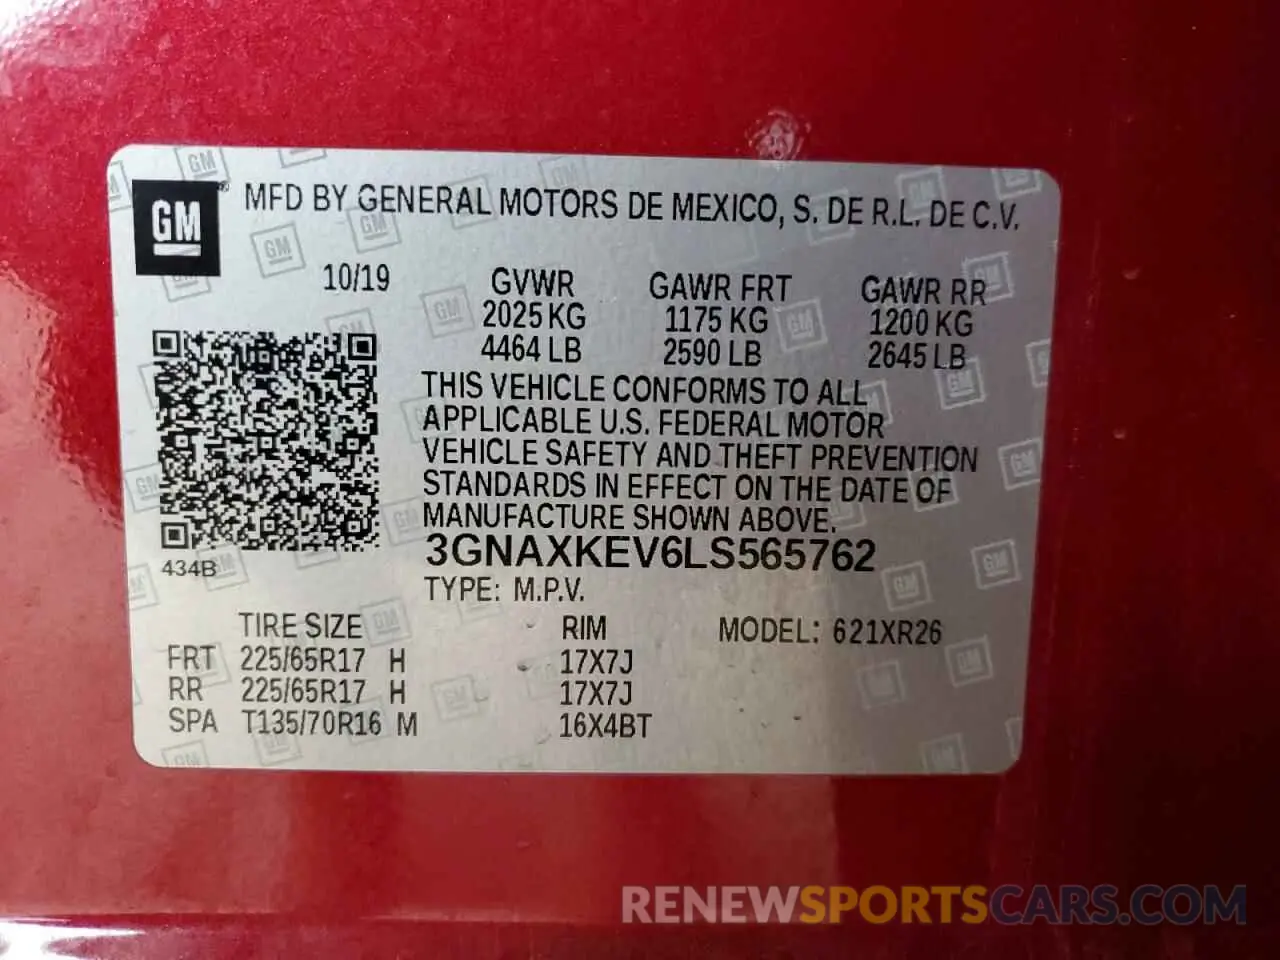 GM
MFD BY GENERAL MOTORS DE MEXICO, S. DE R.L. DE C.V.
10/19
GVWR GAWR FRT GAWR RR
2025 KG 1175 KG 1200 KG
4464 LB 2590 LB 2645 LB
THIS VEHICLE CONFORMS TO ALL
APPLICABLE U.S. FEDERAL MOTOR
VEHICLE SAFETY AND THEFT PREVENTION
STANDARDS IN EFFECT ON THE DATE OF
MANUFACTURE SHOWN ABOVE.
3GNAXKEV6LS565762
434B
TYPE: M.P.V.
TIRE SIZE RIM MODEL: 621XR26
FRT 225/65R17 H 17X7J
RR 225/65R17 H 17X7J
SPA T135/70R16 M 16X4BT
RENEWSPORTSCARS.COM